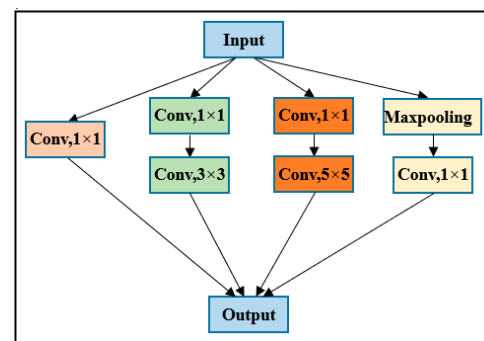 Input
Conv,1×1
Conv,1×1
Conv,1×1
Maxpooling
Conv,3×3
Conv,5×5
Conv,1×1
Output